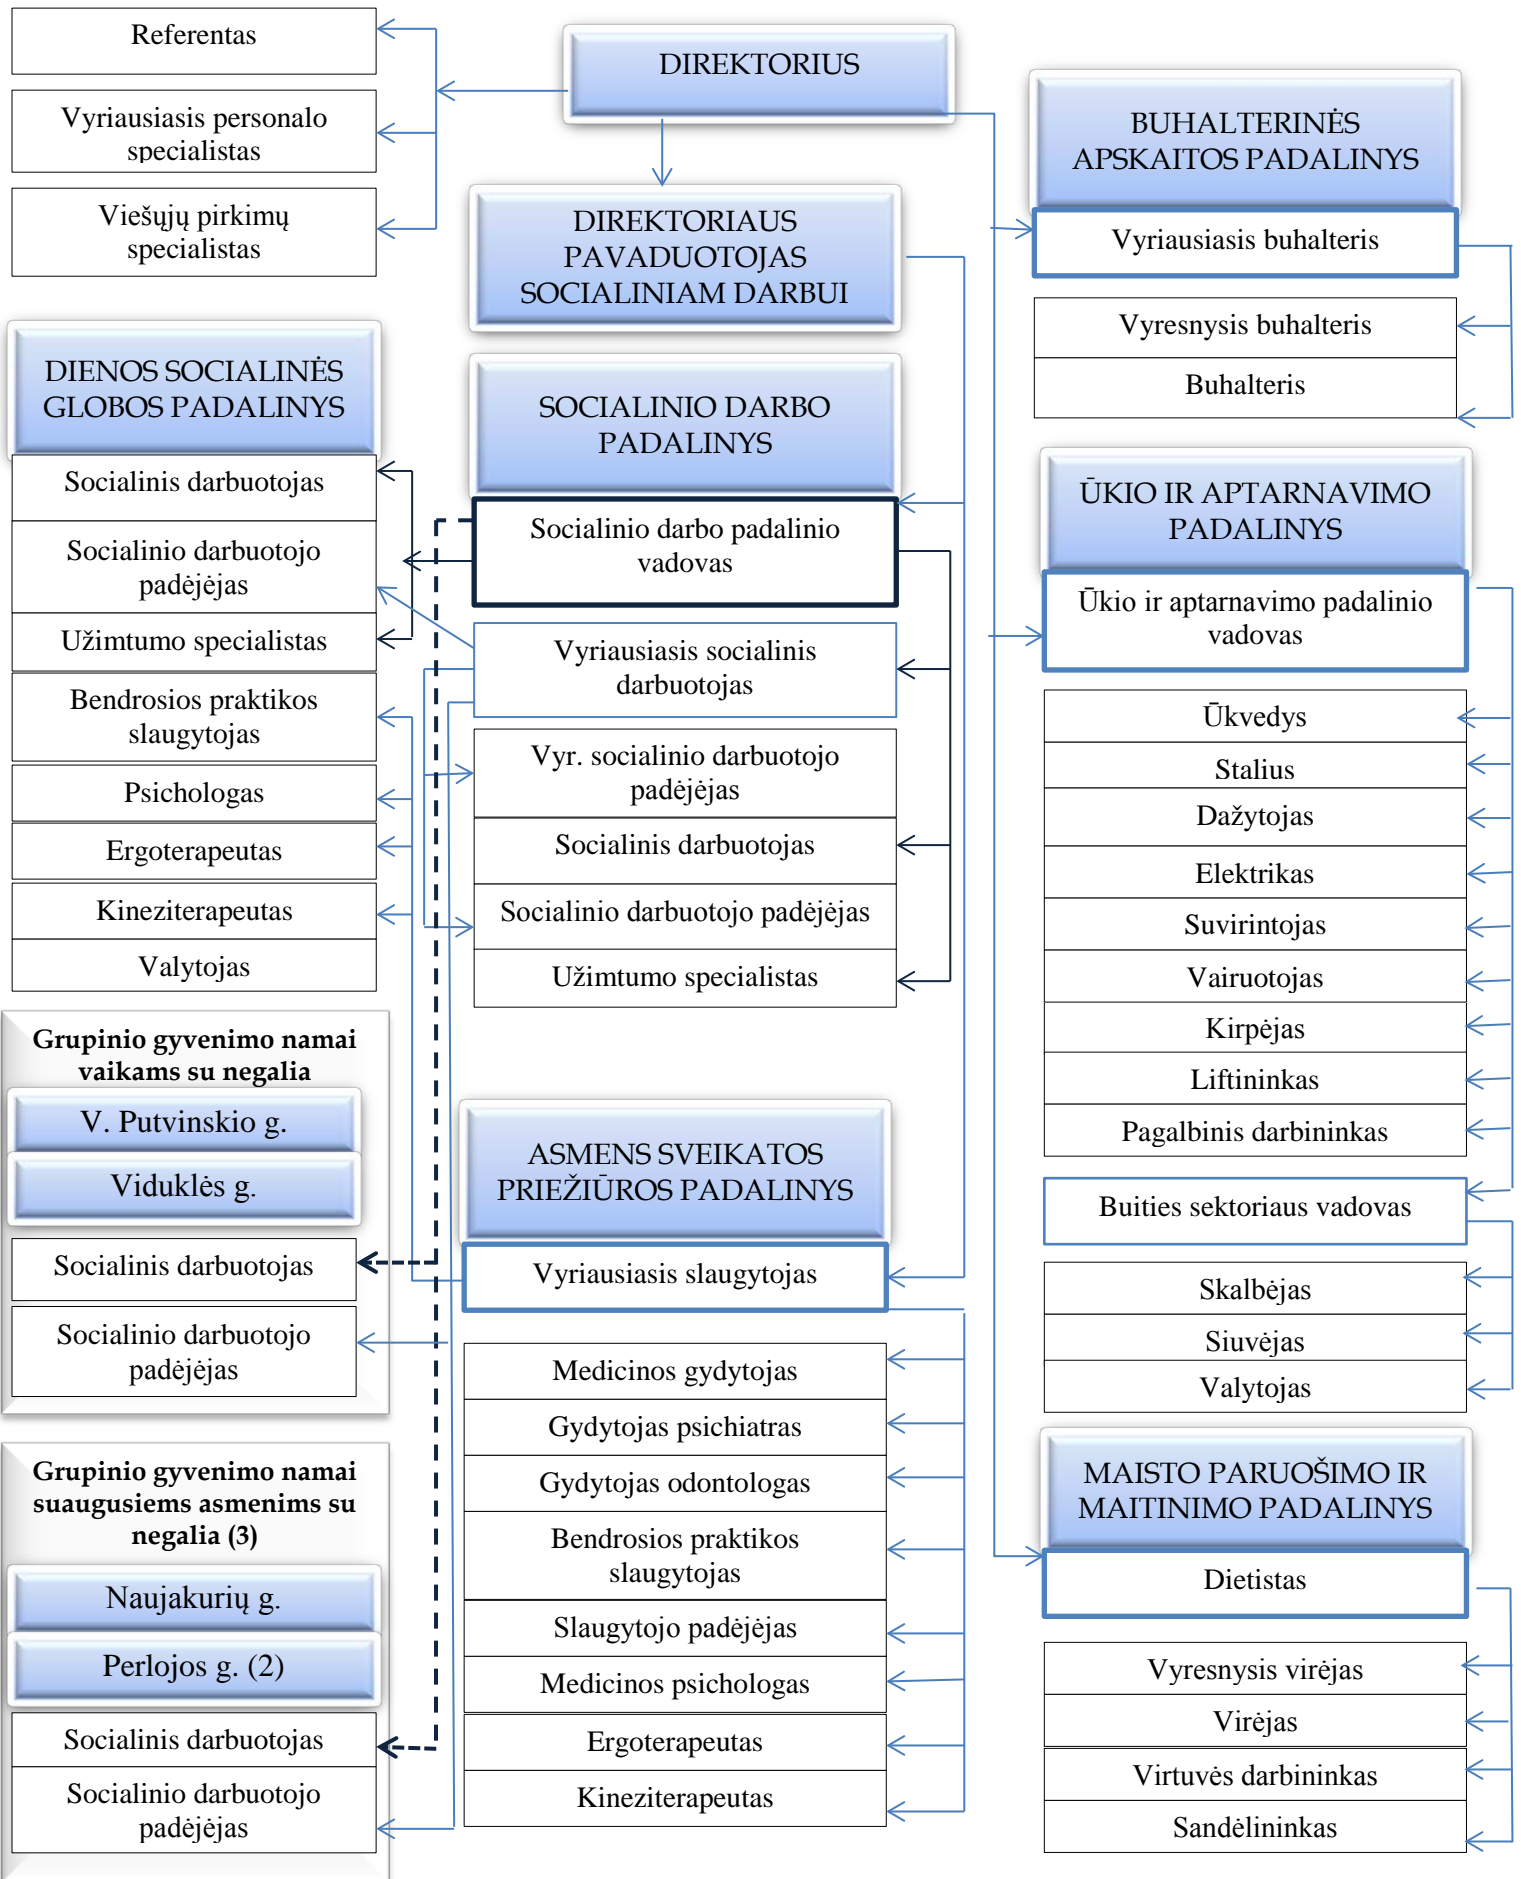 Referentas
Vyriausiasis personalo
specialistas
Viešųjų pirkimų
specialistas
DIREKTORIUS
DIREKTORIAUS
PAVADUOTOJAS
SOCIALINIAM DARBUI
BUHALTERINĖS
APSKAITOS PADALINYS
Vyriausiasis buhalteris
Vyresnysis buhalteris
Buhalteris
DIENOS SOCIALINĖS
GLOBOS PADALINYS
Socialinis darbuotojas
Socialinio darbuotojo
padėjėjas
Užimtumo specialistas
Bendrosios praktikos
slaugytojas
Psichologas
Ergoterapeutas
Kineziterapeutas
Valytojas
SOCIALINIO DARBO
PADALINYS
Socialinio darbo padalinio
vadovas
Vyriausiasis socialinis
darbuotojas
Vyr. socialinio darbuotojo
padėjėjas
Socialinis darbuotojas
Socialinio darbuotojo padėjėjas
Užimtumo specialistas
ŪKIO IR APTARNAVIMO
PADALINYS
Ūkio ir aptarnavimo padalinio
vadovas
Ūkvedys
Stalius
Dažytojas
Elektrikas
Suvirintojas
Vairuotojas
Kirpėjas
Liftininkas
Pagalbinis darbininkas
Buities sektoriaus vadovas
Skalbėjas
Siuvėjas
Valytojas
Grupinio gyvenimo namai
vaikams su negalia
V. Putvinskio g.
Viduklės g.
Socialinis darbuotojas
Socialinio darbuotojo
padėjėjas
Grupinio gyvenimo namai
suaugusiems asmenims su
negalia (3)
Naujakurių g.
Perlojos g. (2)
Socialinis darbuotojas
Socialinio darbuotojo
padėjėjas
ASMENS SVEIKATOS
PRIEŽIŪROS PADALINYS
Vyriausiasis slaugytojas
Medicinos gydytojas
Gydytojas psichiatras
Gydytojas odontologas
Bendrosios praktikos
slaugytojas
Slaugytojo padėjėjas
Medicinos psichologas
Ergoterapeutas
Kineziterapeutas
MAISTO PARUOŠIMO IR
MAITINIMO PADALINYS
Dietistas
Vyresnysis virėjas
Virėjas
Virtuvės darbininkas
Sandėlininkas